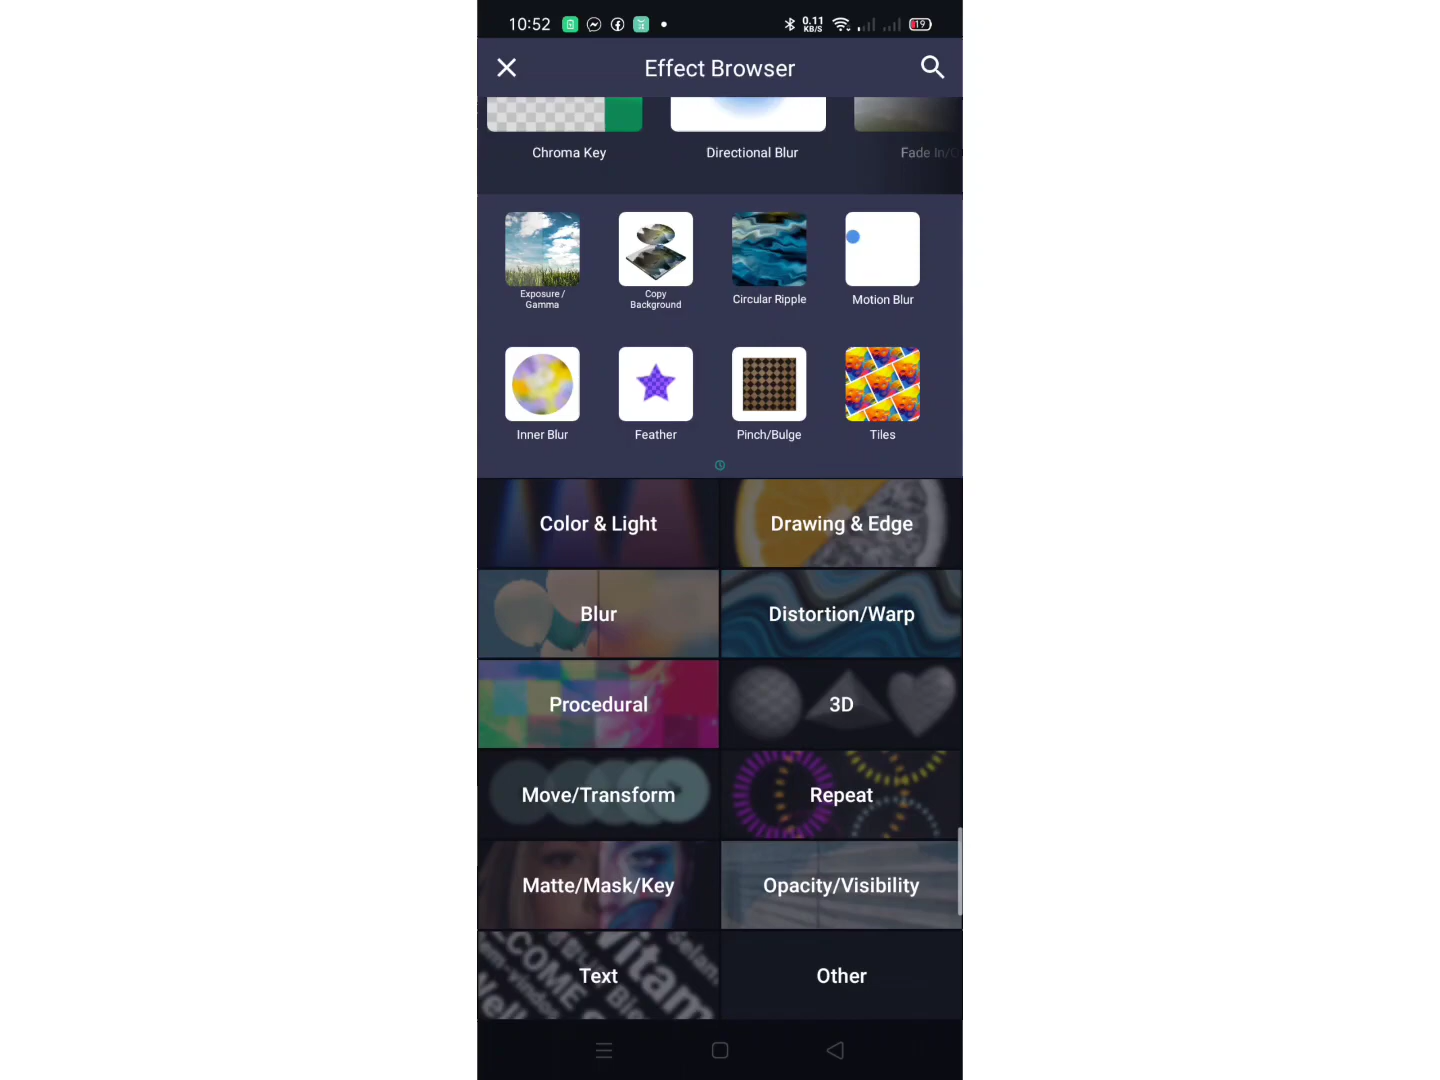 10:52
0.11
KB/S
19
Effect Browser
Chroma Key
Directional Blur
Fade In/
Exposure /
Gamma
Copy
Background
Circular Ripple
Motion Blur
Inner Blur
Feather
Pinch/Bulge
Tiles
Color & Light
Drawing & Edge
Blur
Distortion/Warp
Procedural
3D
Move/Transform
Repeat
Matte/Mask/Key
Opacity/Visibility
Text
Other